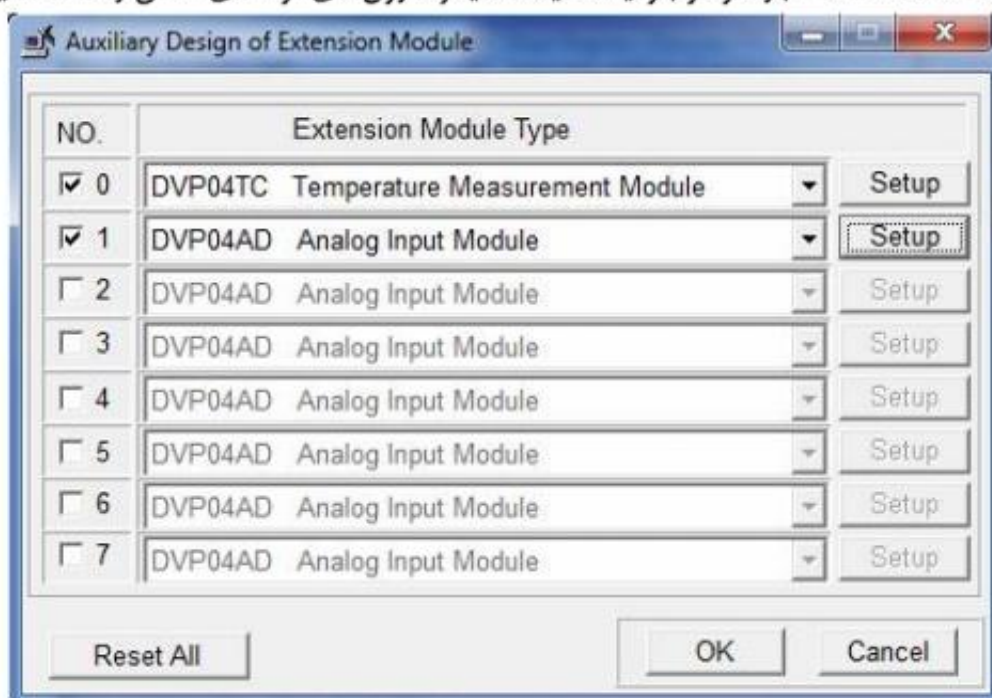 Auxiliary Design of Extension Module
NO. Extension Module Type
0 DVP04TC Temperature Measurement Module Setup
1 DVP04AD Analog Input Module Setup
2 DVP04AD Analog Input Module Setup
3 DVP04AD Analog Input Module Setup
4 DVP04AD Analog Input Module Setup
5 DVP04AD Analog Input Module Setup
6 DVP04AD Analog Input Module Setup
7 DVP04AD Analog Input Module Setup
Reset All OK Cancel